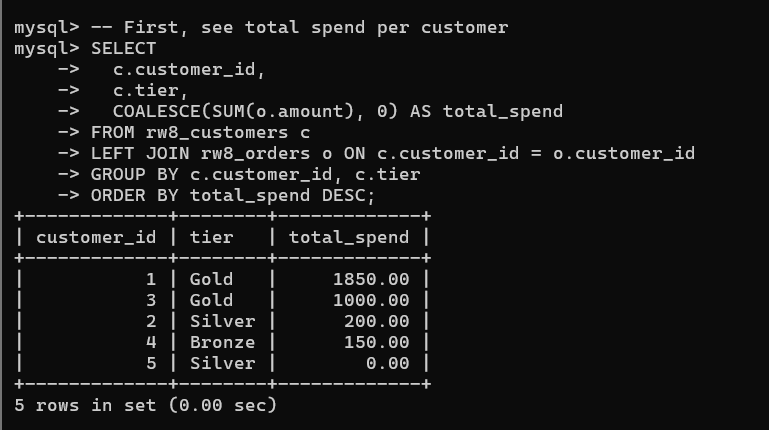 mysql> -- First, see total spend per customer
mysql> SELECT
    ->   c.customer_id,
    ->   c.tier,
    ->   COALESCE(SUM(o.amount), 0) AS total_spend
    -> FROM rw8_customers c
    -> LEFT JOIN rw8_orders o ON c.customer_id = o.customer_id
    -> GROUP BY c.customer_id, c.tier
    -> ORDER BY total_spend DESC;
+-------------+--------+-------------+
| customer_id | tier   | total_spend |
+-------------+--------+-------------+
|           1 | Gold   |     1850.00 |
|           3 | Gold   |     1000.00 |
|           2 | Silver |      200.00 |
|           4 | Bronze |      150.00 |
|           5 | Silver |        0.00 |
+-------------+--------+-------------+
5 rows in set (0.00 sec)